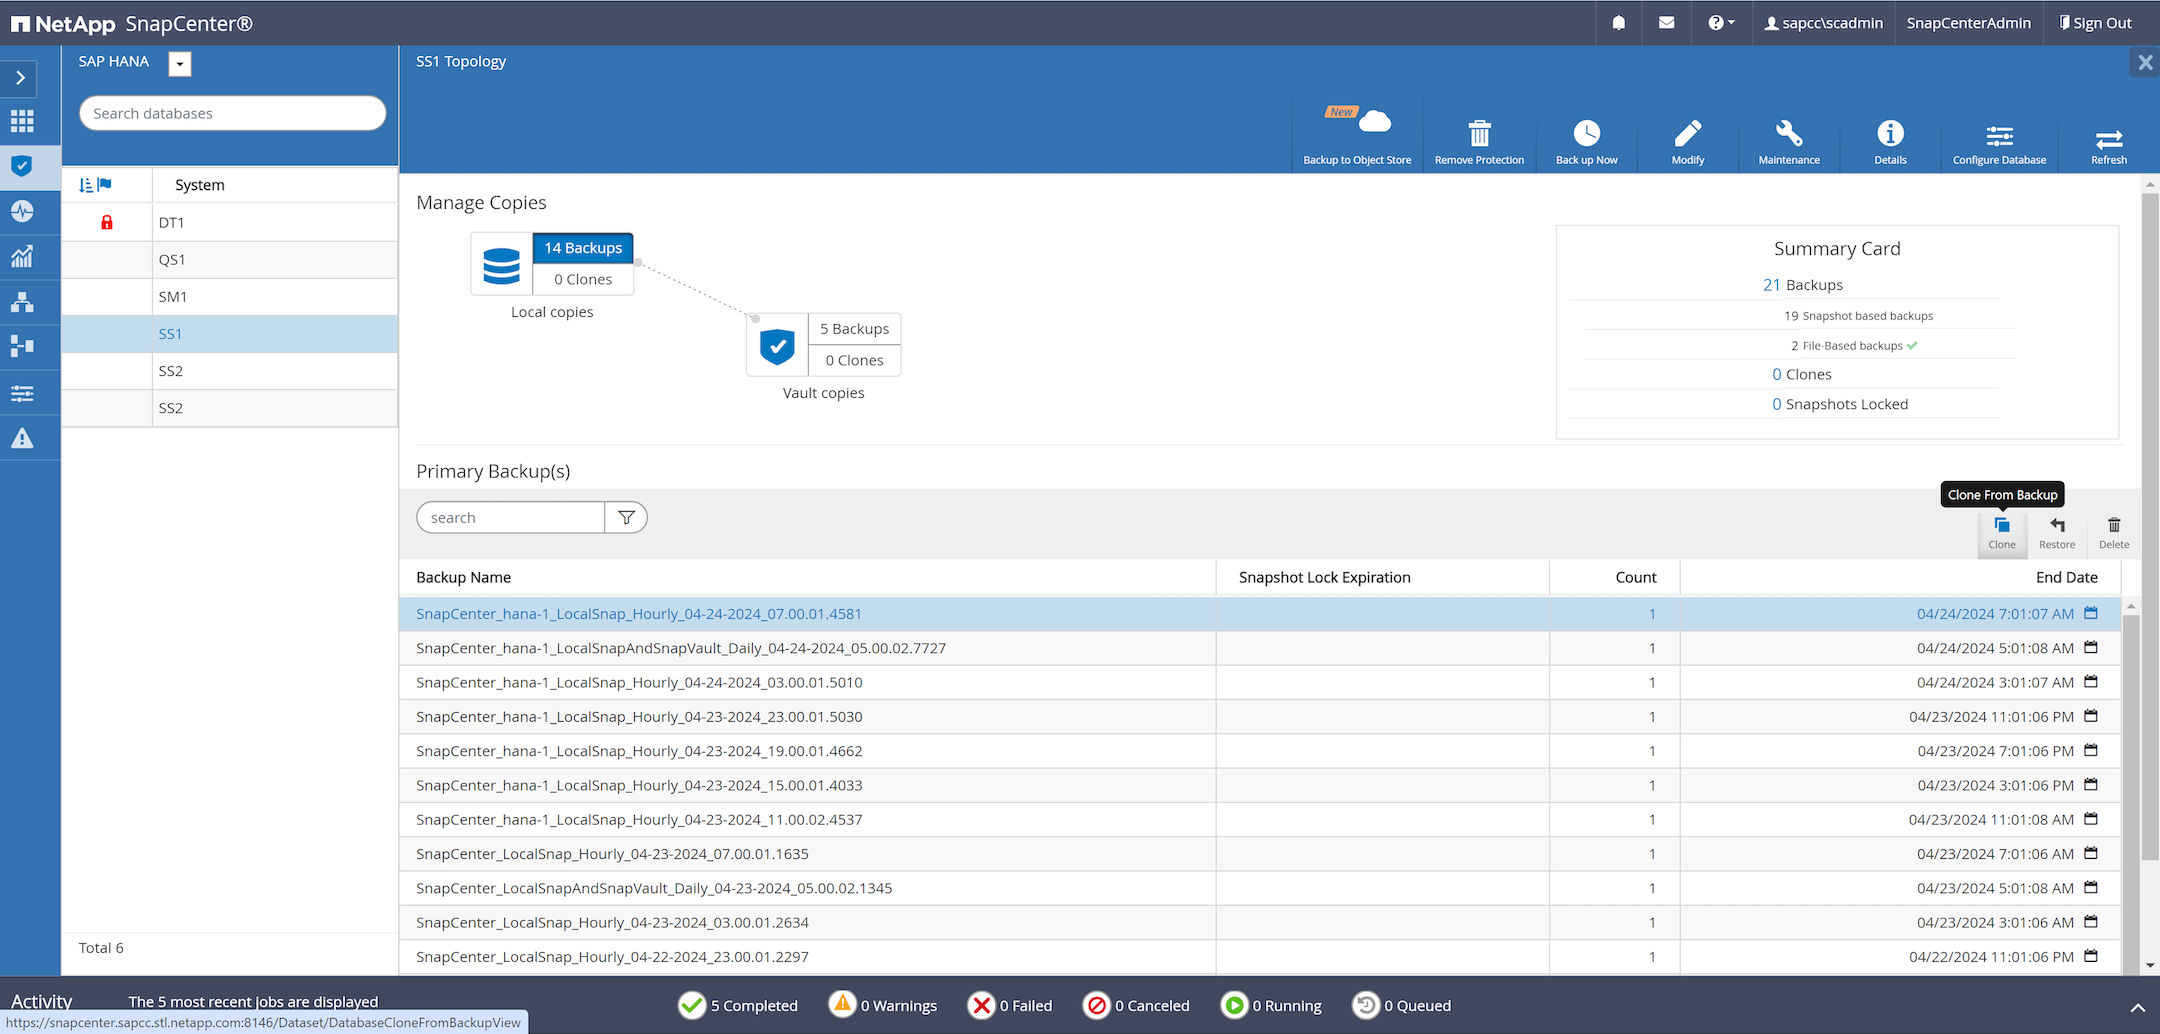 NetApp SnapCenter®
sapcc\scadmin
SnapCenterAdmin
Sign Out
SAP HANA
Search databases
System
DT1
QS1
SM1
SS1
SS2
SS2
Total 6
SS1 Topology
New
Backup to Object Store
Remove Protection
Back up Now
Modify
Maintenance
Details
Configure Database
Refresh
Manage Copies
14 Backups
0 Clones
Local copies
5 Backups
0 Clones
Vault copies
Summary Card
21 Backups
19 Snapshot based backups
2 File-Based backups
0 Clones
0 Snapshots Locked
Primary Backup(s)
search
Clone From Backup
Clone
Restore
Delete
Backup Name Snapshot Lock Expiration Count End Date
SnapCenter_hana-1_LocalSnap_Hourly_04-24-2024_07.00.01.4581 1 04/24/2024 7:01:07 AM
SnapCenter_hana-1_LocalSnapAndSnapVault_Daily_04-24-2024_05.00.02.7727 1 04/24/2024 5:01:08 AM
SnapCenter_hana-1_LocalSnap_Hourly_04-24-2024_03.00.01.5010 1 04/24/2024 3:01:07 AM
SnapCenter_hana-1_LocalSnap_Hourly_04-23-2024_23.00.01.5030 1 04/23/2024 11:01:06 PM
SnapCenter_hana-1_LocalSnap_Hourly_04-23-2024_19.00.01.4662 1 04/23/2024 7:01:06 PM
SnapCenter_hana-1_LocalSnap_Hourly_04-23-2024_15.00.01.4033 1 04/23/2024 3:01:06 PM
SnapCenter_hana-1_LocalSnap_Hourly_04-23-2024_11.00.02.4537 1 04/23/2024 11:01:08 AM
SnapCenter_LocalSnap_Hourly_04-23-2024_07.00.01.1635 1 04/23/2024 7:01:06 AM
SnapCenter_LocalSnapAndSnapVault_Daily_04-23-2024_05.00.02.1345 1 04/23/2024 5:01:08 AM
SnapCenter_LocalSnap_Hourly_04-23-2024_03.00.01.2634 1 04/23/2024 3:01:06 AM
SnapCenter_LocalSnap_Hourly_04-22-2024_23.00.01.2297 1 04/22/2024 11:01:06 PM
Activity The 5 most recent jobs are displayed
5 Completed
0 Warnings
0 Failed
0 Canceled
0 Running
0 Queued
https://snapcenter.sapcc.stl.netapp.com:8146/Dataset/DatabaseCloneFromBackupView